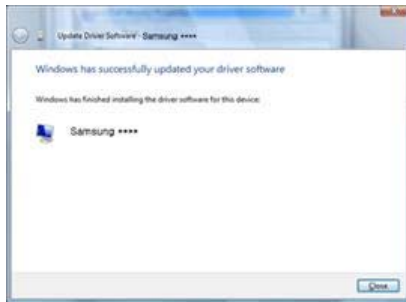 Update Driver Software - Samsung ****
Windows has successfully updated your driver software
Windows has finished installing the driver software for this device:
Samsung ****
Close